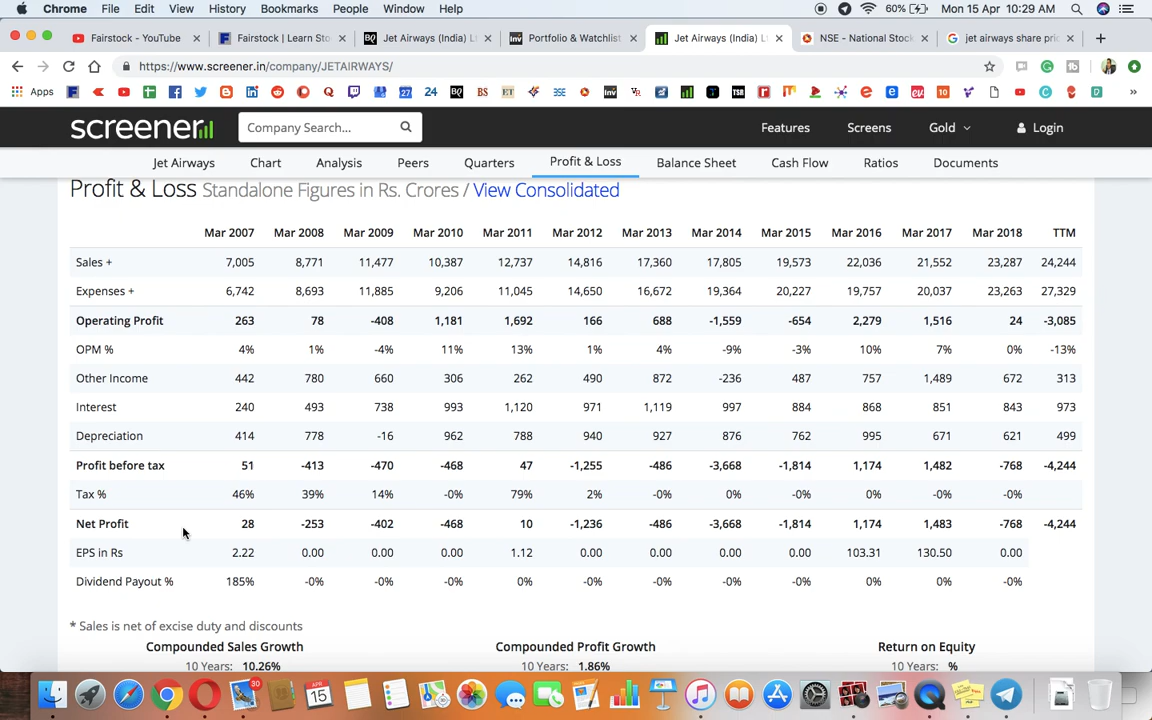 Chrome File Edit View History Bookmarks People Window Help 60% Mon 15 Apr 10:29 AM
Fairstock - YouTube × Fairstock | Learn Sto × Jet Airways (India) L × Portfolio & Watchlist × Jet Airways (India) L × NSE - National Stock × jet airways share pri ×
https://www.screener.in/company/JETAIRWAYS/
Apps
screener Company Search... Features Screens Gold Login
Jet Airways Chart Analysis Peers Quarters Profit & Loss Balance Sheet Cash Flow Ratios Documents
Profit & Loss Standalone Figures in Rs. Crores / View Consolidated
Mar 2007 Mar 2008 Mar 2009 Mar 2010 Mar 2011 Mar 2012 Mar 2013 Mar 2014 Mar 2015 Mar 2016 Mar 2017 Mar 2018 TTM
Sales + 7,005 8,771 11,477 10,387 12,737 14,816 17,360 17,805 19,573 22,036 21,552 23,287 24,244
Expenses + 6,742 8,693 11,885 9,206 11,045 14,650 16,672 19,364 20,227 19,757 20,037 23,263 27,329
Operating Profit 263 78 -408 1,181 1,692 166 688 -1,559 -654 2,279 1,516 24 -3,085
OPM % 4% 1% -4% 11% 13% 1% 4% -9% -3% 10% 7% 0% -13%
Other Income 442 780 660 306 262 490 872 -236 487 757 1,489 672 313
Interest 240 493 738 993 1,120 971 1,119 997 884 868 851 843 973
Depreciation 414 778 -16 962 788 940 927 876 762 995 671 621 499
Profit before tax 51 -413 -470 -468 47 -1,255 -486 -3,668 -1,814 1,174 1,482 -768 -4,244
Tax % 46% 39% 14% -0% 79% 2% -0% 0% -0% 0% -0% -0%
Net Profit 28 -253 -402 -468 10 -1,236 -486 -3,668 -1,814 1,174 1,483 -768 -4,244
EPS in Rs 2.22 0.00 0.00 0.00 1.12 0.00 0.00 0.00 0.00 103.31 130.50 0.00
Dividend Payout % 185% -0% -0% -0% 0% -0% -0% -0% -0% 0% 0% -0%
* Sales is net of excise duty and discounts
Compounded Sales Growth Compounded Profit Growth Return on Equity
10 Years: 10.26% 10 Years: 1.86% 10 Years: %